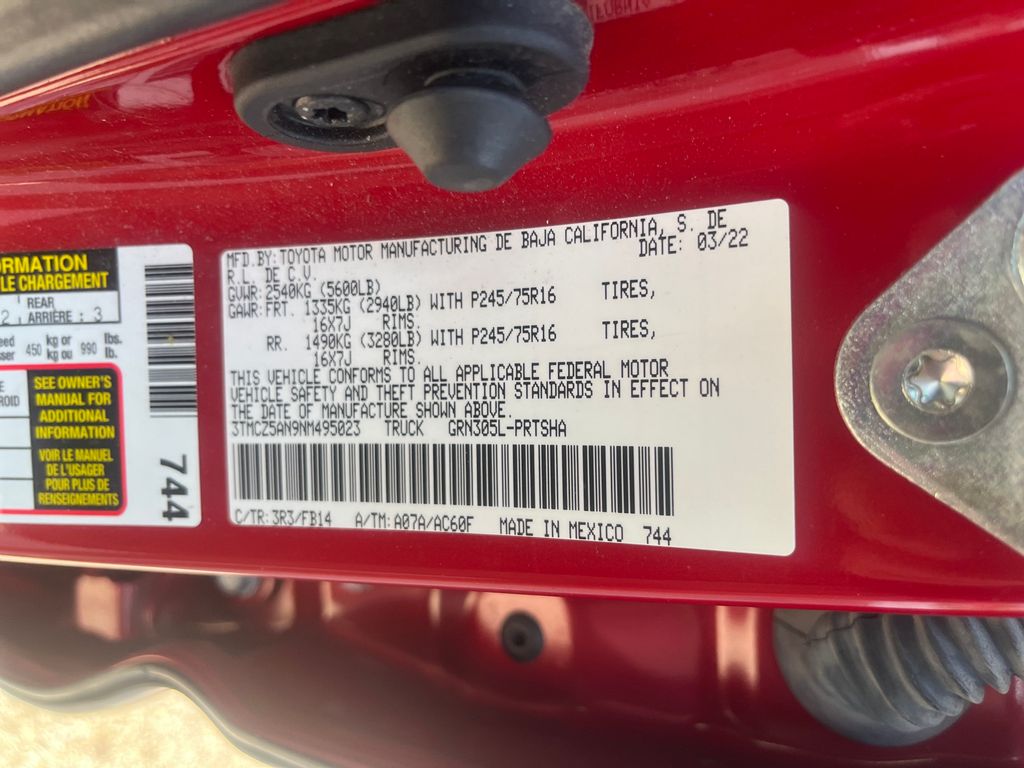 ORMATION
LE CHARGEMENT
REAR
2 ARRIÈRE : 3
kg or lbs.
450 kg ou 990 lb.
SEE OWNER'S
MANUAL FOR
ADDITIONAL
INFORMATION
VOIR LE MANUEL
DE L'USAGER
POUR PLUS DE
RENSEIGNEMENTS
744
MFD.BY:TOYOTA MOTOR MANUFACTURING DE BAJA CALIFORNIA, S. DE
R.L. DE C.V. DATE: 03/22
GVWR:2540KG (5600LB)
GAWR:FRT. 1335KG (2940LB) WITH P245/75R16 TIRES,
16X7J RIMS.
RR. 1490KG (3280LB) WITH P245/75R16 TIRES,
16X7J RIMS.
THIS VEHICLE CONFORMS TO ALL APPLICABLE FEDERAL MOTOR
VEHICLE SAFETY AND THEFT PREVENTION STANDARDS IN EFFECT ON
THE DATE OF MANUFACTURE SHOWN ABOVE.
3TMCZ5AN9NM495023 TRUCK GRN305L-PRTSHA
C/TR:3R3/FB14 A/TM:A07A/AC60F MADE IN MEXICO 744